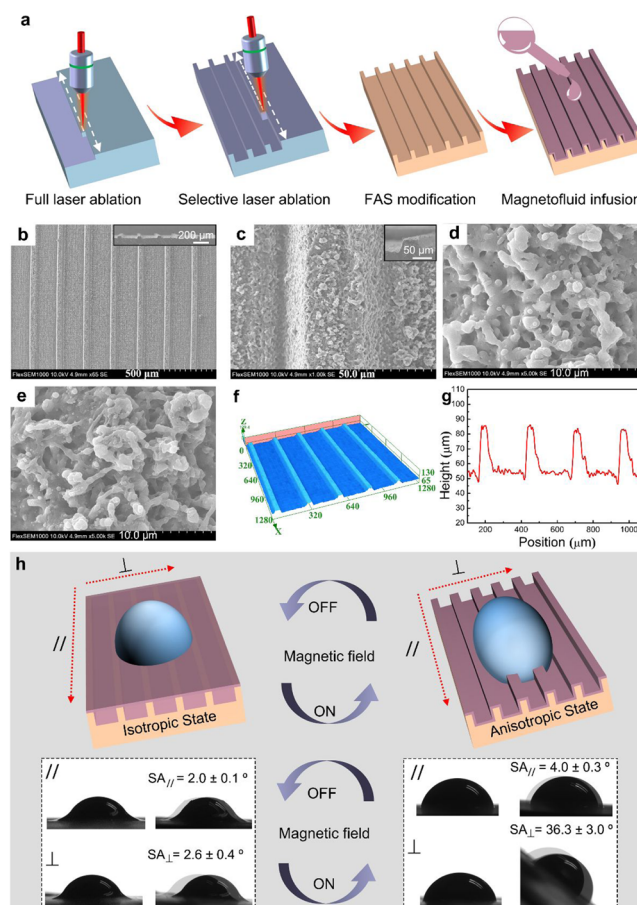 a
Full laser ablation
Selective laser ablation
FAS modification
Magnetofluid infusion
b
200 μm
FlexSEM1000 10.0kV 4.9mm x65 SE
500 μm
c
50 μm
FlexSEM1000 10.0kV 4.9mm x1.00k SE
50.0 μm
d
FlexSEM1000 10.0kV 4.9mm x5.00k SE
10.0 μm
e
FlexSEM1000 10.0kV 4.9mm x5.00k SE
10.0 μm
f
Z
0
320
640
960
1280
X
320
640
960
1280
130
65
g
Height (μm)
110
100
90
80
70
60
50
40
30
20
200 400 600 800 1000
Position (μm)
h
⊥
//
Isotropic State
OFF
Magnetic field
ON
⊥
//
Anisotropic State
//
SA// = 2.0 ± 0.1 º
⊥
SA⊥ = 2.6 ± 0.4 º
OFF
Magnetic field
ON
//
SA// = 4.0 ± 0.3 º
⊥
SA⊥ = 36.3 ± 3.0 º